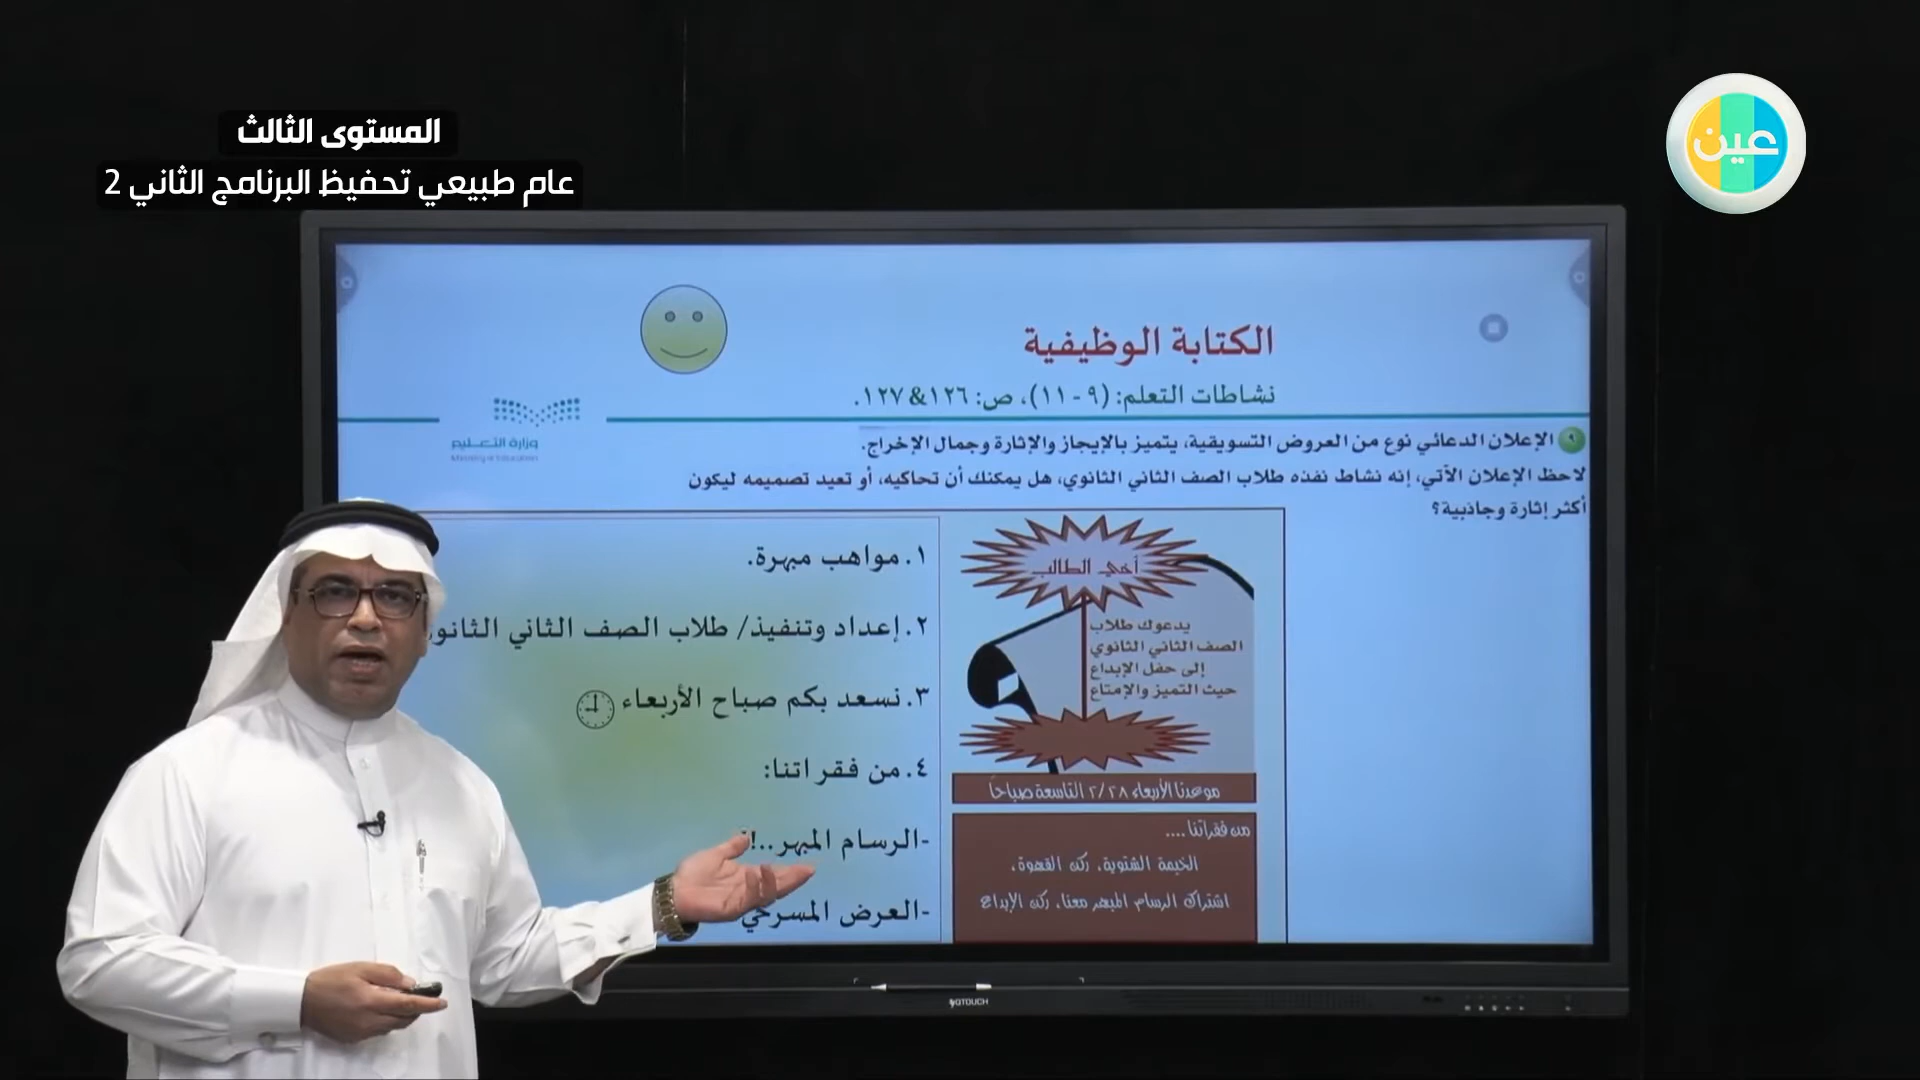 المستوى الثالث
عام طبيعي تحفيظ البرنامج الثاني 2
عين
الكتابة الوظيفية
نشاطات التعلم: (٩ - ١١)، ص: ١٢٦&١٢٧.
وزارة التعليم
Ministry of Education
٩ الإعلان الدعائي نوع من العروض التسويقية، يتميز بالإيجاز والإثارة وجمال الإخراج.
لاحظ الإعلان الآتي، إنه نشاط نفذه طلاب الصف الثاني الثانوي، هل يمكنك أن تحاكيه، أو تعيد تصميمه ليكون
أكثر إثارة وجاذبية؟
أخي الطالب
يدعوك طلاب
الصف الثاني الثانوي
إلى حفل الإبداع
حيث التميز والإمتاع
موعدنا الأربعاء ٢/٢٨ التاسعة صباحاً
من فقراتنا ....
الخيمة الشتوية، ركن القهوة،
اشتراك الرسام المبهر معنا، ركن الإبداع
١. مواهب مبهرة.
٢. إعداد وتنفيذ/ طلاب الصف الثاني
٣. نسعد بكم صباح الأربعاء
٤. من فقراتنا:
-الرسام المبهر..!
-العرض المسرحي
QTOUCH